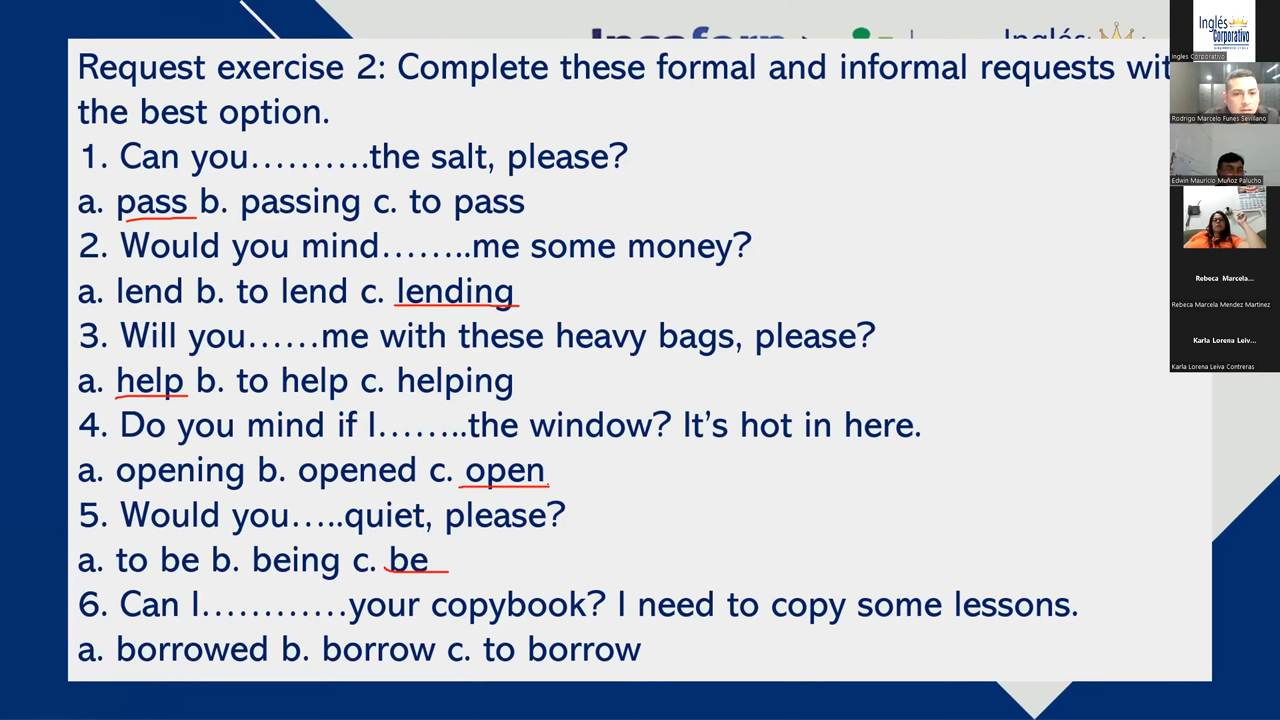 Request exercise 2: Complete these formal and informal requests wit
the best option.
1. Can you……….the salt, please?
a. pass b. passing c. to pass
2. Would you mind……..me some money?
a. lend b. to lend c. lending
3. Will you……me with these heavy bags, please?
a. help b. to help c. helping
4. Do you mind if I……..the window? It’s hot in here.
a. opening b. opened c. open
5. Would you…..quiet, please?
a. to be b. being c. be
6. Can I…………your copybook? I need to copy some lessons.
a. borrowed b. borrow c. to borrow
Inglés
Inglés
Corporativo
Ingles Corporativo
Rodrigo Marcelo Funes Sevillano
Edwin Mauricio Muñoz Palucho
Rebeca Marcela...
Rebeca Marcela Mendez Martinez
Karla Lorena Leiv...
Karla Lorena Leiva Contreras